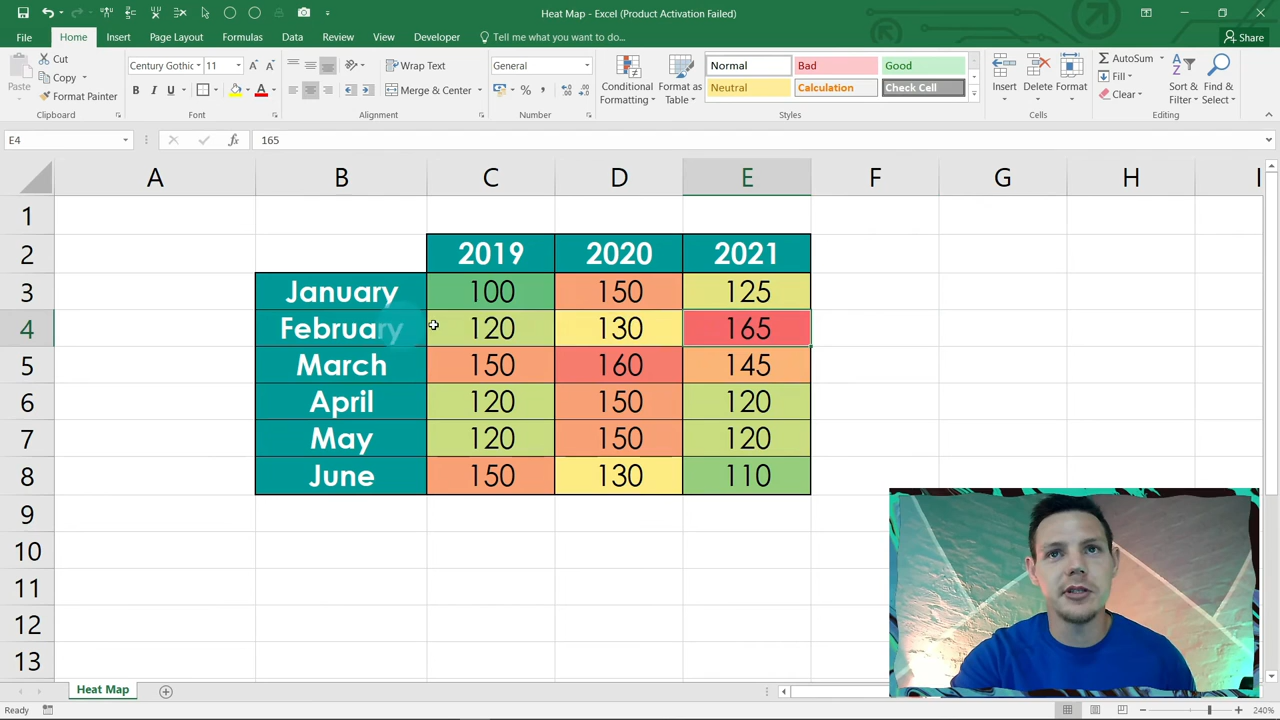 Heat Map - Excel (Product Activation Failed)
File Home Insert Page Layout Formulas Data Review View Developer Tell me what you want to do... Share
Paste
Cut
Copy
Format Painter
Clipboard
Century Gothic 11
B I U A
Font
Wrap Text
Merge & Center
Alignment
General
%
Number
Conditional Formatting
Format as Table
Normal Bad Good
Neutral Calculation Check Cell
Styles
Insert Delete Format
Cells
AutoSum
Fill
Clear
Sort & Filter
Find & Select
Editing
E4 fx 165
A B C D E F G H I
1
2 2019 2020 2021
3 January 100 150 125
4 February 120 130 165
5 March 150 160 145
6 April 120 150 120
7 May 120 150 120
8 June 150 130 110
9
10
11
12
13
Heat Map
Ready 240%